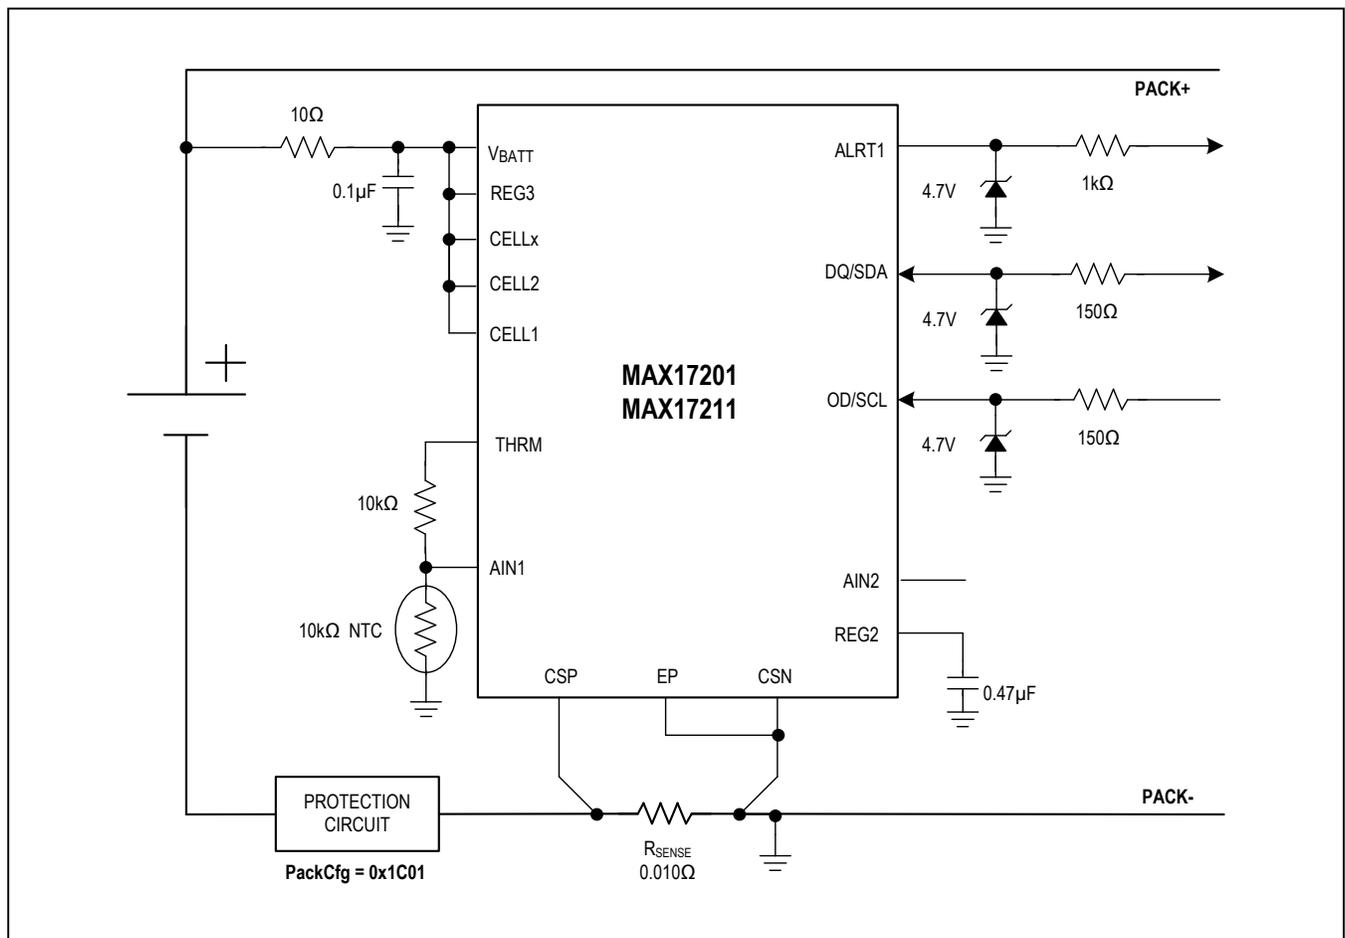 PACK+
10Ω
VBATT
ALRT1
0.1µF
REG3
4.7V
1kΩ
CELLx
DQ/SDA
CELL2
4.7V
150Ω
CELL1
MAX17201
MAX17211
OD/SCL
THRM
4.7V
150Ω
10kΩ
AIN1
AIN2
10kΩ NTC
REG2
CSP
EP
CSN
0.47µF
PACK-
PROTECTION
CIRCUIT
RSENSE
0.010Ω
PackCfg = 0x1C01